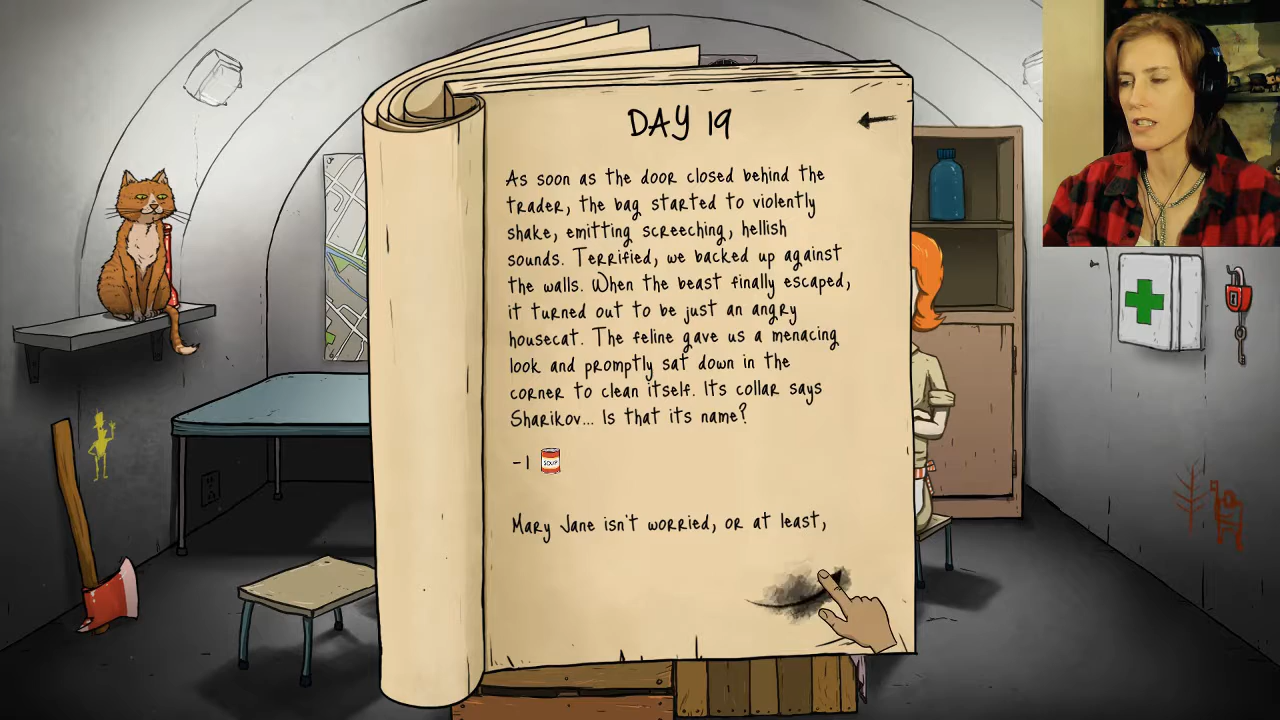 DAY 19
As soon as the door closed behind the
trader, the bag started to violently
shake, emitting screeching, hellish
sounds. Terrified, we backed up against
the walls. When the beast finally escaped,
it turned out to be just an angry
housecat. The feline gave us a menacing
look and promptly sat down in the
corner to clean itself. Its collar says
Sharikov... Is that its name?
-1 SOUP
Mary Jane isn't worried, or at least,